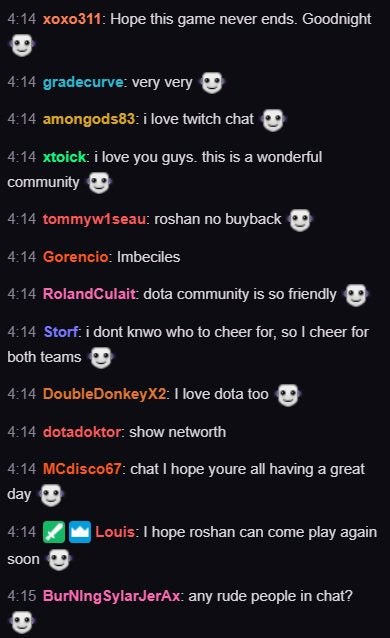 4:14 xoxo311: Hope this game never ends. Goodnight
4:14 gradecurve: very very
4:14 amongods83: i love twitch chat
4:14 xtoick: i love you guys. this is a wonderful
community
4:14 tommyw1seau: roshan no buyback
4:14 Gorencio: Imbeciles
4:14 RolandCulait: dota community is so friendly
4:14 Storf: i dont knwo who to cheer for, so I cheer for
both teams
4:14 DoubleDonkeyX2: I love dota too
4:14 dotadoktor: show networth
4:14 MCdisco67: chat I hope youre all having a great
day
4:14 Louis: I hope roshan can come play again
soon
4:15 BurNIngSylarJerAx: any rude people in chat?